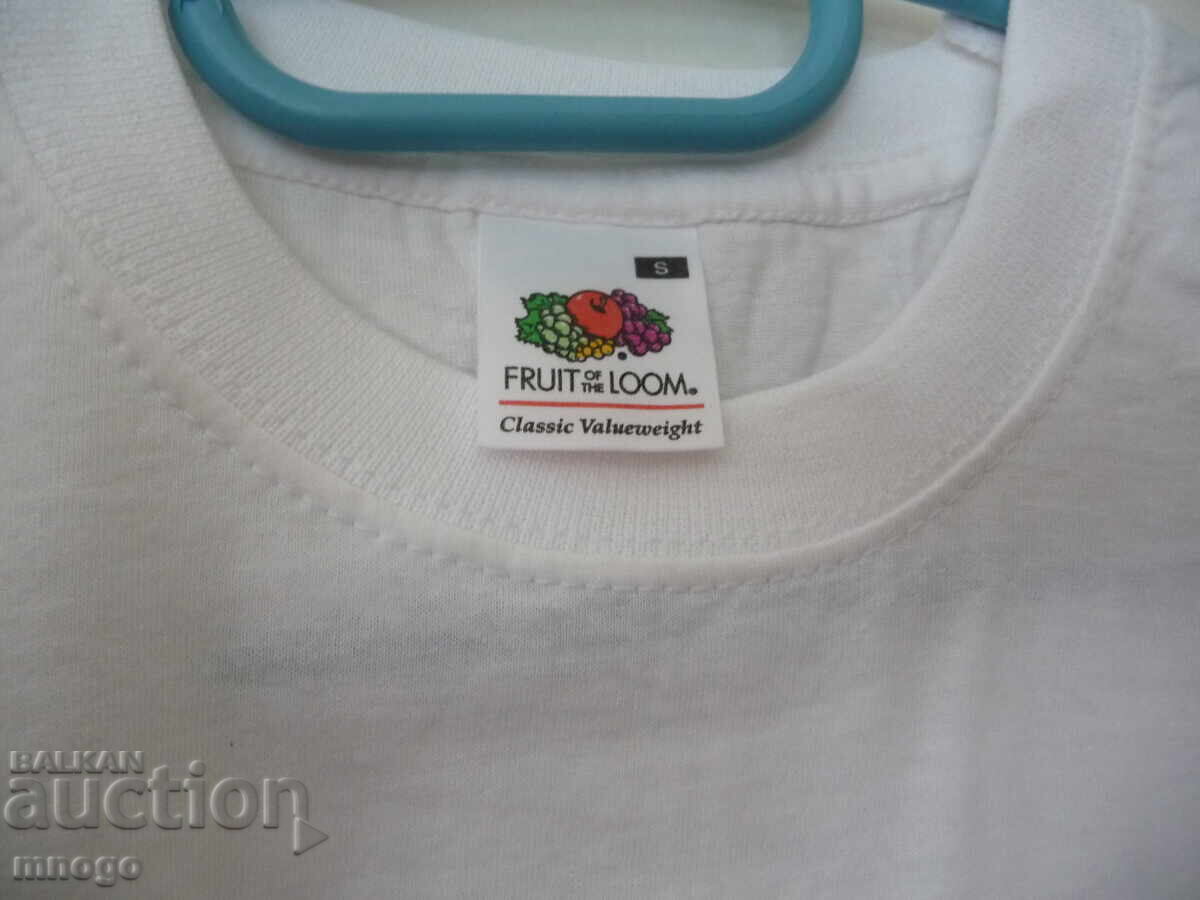 S
FRUIT OF THE LOOM®
Classic Valueweight
BALKAN
auction
mnogo